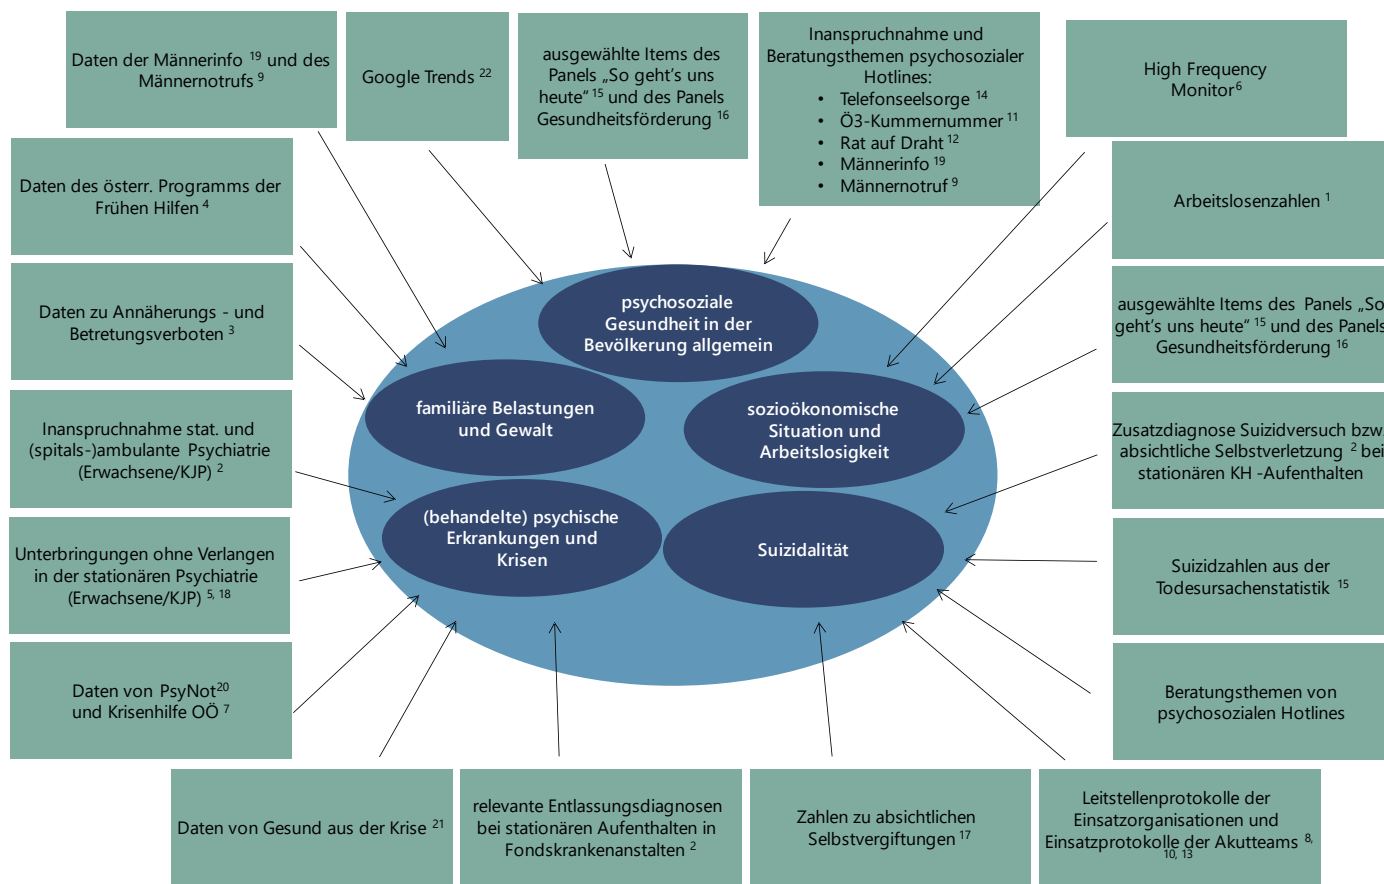 Daten der Männerinfo 19 und des
Männernotrufs 9
Google Trends 22
ausgewählte Items des
Panels „So geht's uns
heute“ 15 und des Panels
Gesundheitsförderung 16
Inanspruchnahme und
Beratungsthemen psychosozialer
Hotlines:
• Telefonseelsorge 14
• Ö3-Kummernummer 11
• Rat auf Draht 12
• Männerinfo 19
• Männernotruf 9
High Frequency
Monitor 6
Daten des österr. Programms der
Frühen Hilfen 4
Arbeitslosenzahlen 1
Daten zu Annäherungs - und
Betretungsverboten 3
ausgewählte Items des Panels „So
geht's uns heute“ 15 und des Panels
Gesundheitsförderung 16
Inanspruchnahme stat. und
(spitals-)ambulante Psychiatrie
(Erwachsene/KJP) 2
Zusatzdiagnose Suizidversuch bzw.
absichtliche Selbstverletzung 2 bei
stationären KH -Aufenthalten
Unterbringungen ohne Verlangen
in der stationären Psychiatrie
(Erwachsene/KJP) 5, 18
Suizidzahlen aus der
Todesursachenstatistik 15
Daten von PsyNot20
und Krisenhilfe OÖ 7
Beratungsthemen von
psychosozialen Hotlines
psychosoziale
Gesundheit in der
Bevölkerung allgemein
familiäre Belastungen
und Gewalt
sozioökonomische
Situation und
Arbeitslosigkeit
(behandelte) psychische
Erkrankungen und
Krisen
Suizidalität
Daten von Gesund aus der Krise 21
relevante Entlassungsdiagnosen
bei stationären Aufenthalten in
Fondskrankenanstalten 2
Zahlen zu absichtlichen
Selbstvergiftungen 17
Leitstellenprotokolle der
Einsatzorganisationen und
Einsatzprotokolle der Akutteams 8,
10, 13